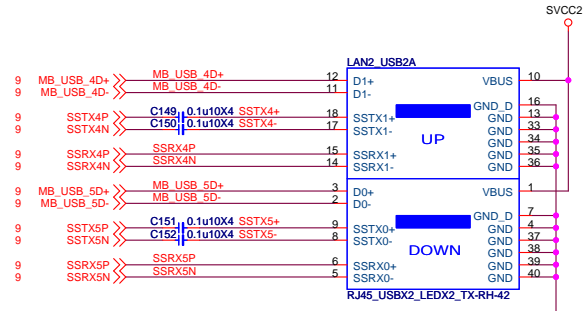 SVCC2
LAN2_USB2A
9 MB_USB_4D+ MB_USB_4D+ 12 D1+ VBUS 10
9 MB_USB_4D- MB_USB_4D- 11 D1-
GND_D 16
9 SSTX4P C149 0.1u10X4 SSTX4+ 18 SSTX1+ GND 13
9 SSTX4N C150 0.1u10X4 SSTX4- 17 SSTX1- GND 33
UP GND 34
9 SSRX4P SSRX4P 15 SSRX1+ GND 35
9 SSRX4N SSRX4N 14 SSRX1- GND 36
9 MB_USB_5D+ MB_USB_5D+ 3 D0+ VBUS 1
9 MB_USB_5D- MB_USB_5D- 2 D0-
GND_D 7
9 SSTX5P C151 0.1u10X4 SSTX5+ 9 SSTX0+ GND 4
9 SSTX5N C152 0.1u10X4 SSTX5- 8 SSTX0- GND 37
DOWN GND 38
9 SSRX5P SSRX5P 6 SSRX0+ GND 39
9 SSRX5N SSRX5N 5 SSRX0- GND 40
RJ45_USBX2_LEDX2_TX-RH-42